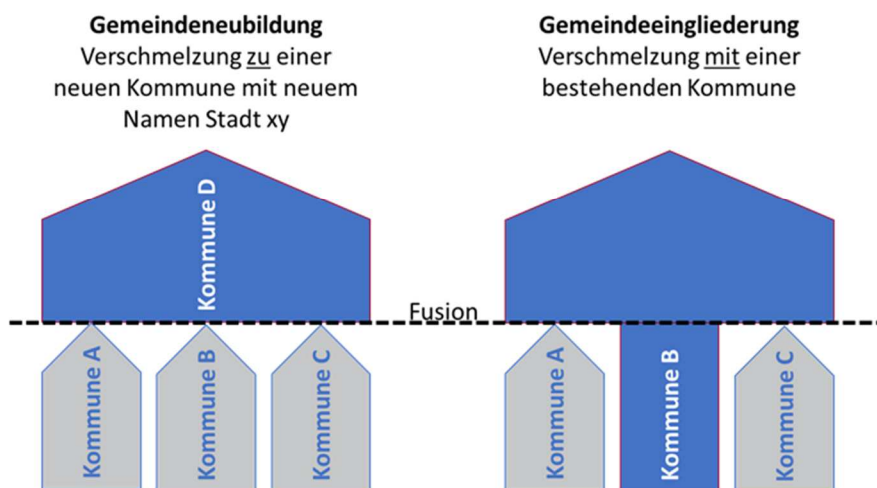 Gemeindeneubildung
Verschmelzung zu einer
neuen Kommune mit neuem
Namen Stadt xy
Gemeindeeingliederung
Verschmelzung mit einer
bestehenden Kommune
Kommune D
Fusion
Kommune A
Kommune B
Kommune C
Kommune A
Kommune B
Kommune C